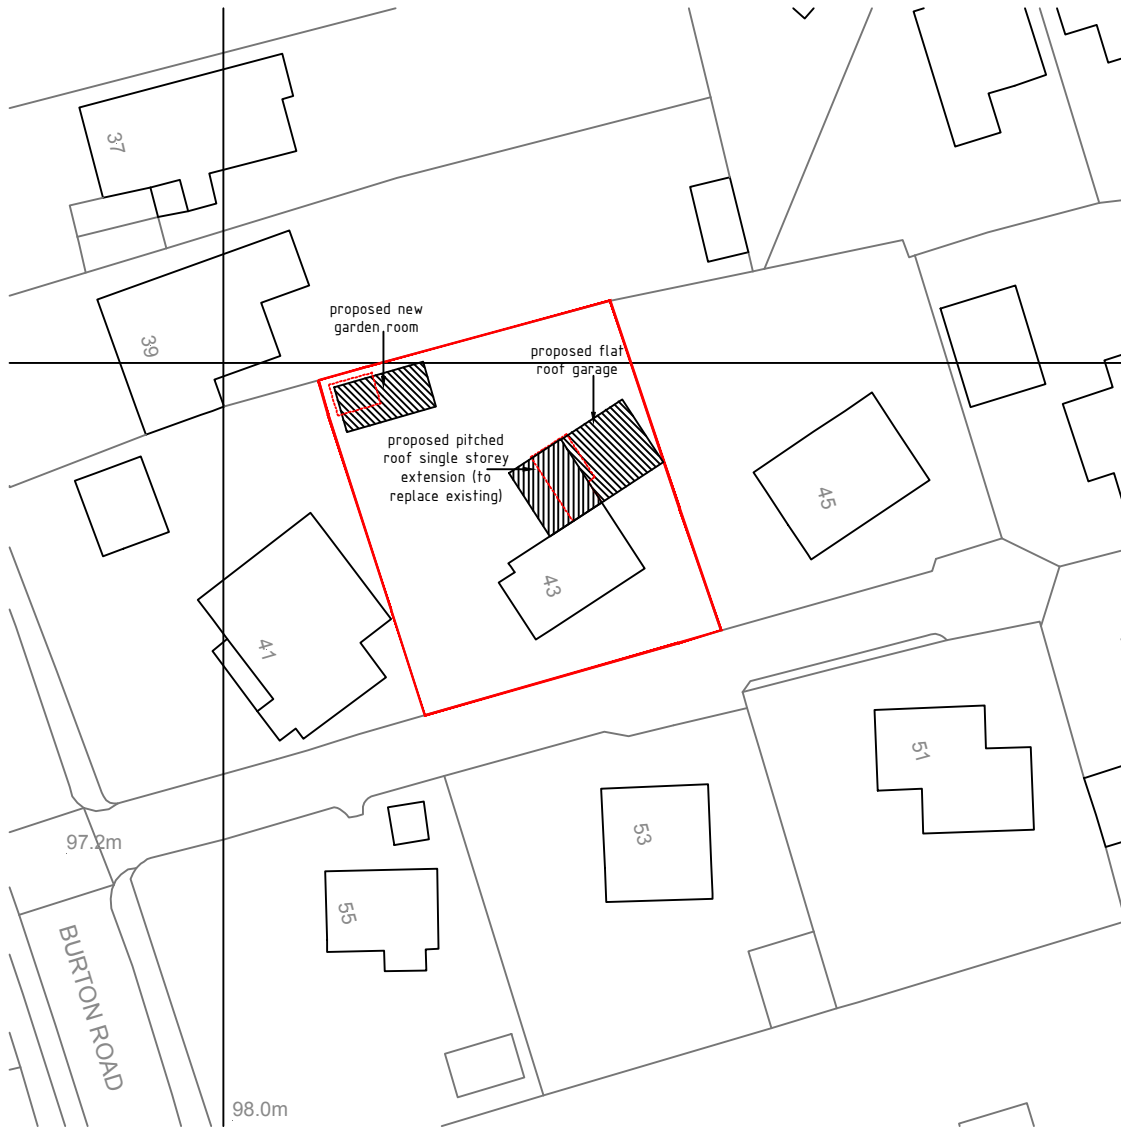 37
39
proposed new
garden room
proposed flat
roof garage
proposed pitched
roof single storey
extension (to
replace existing)
45
43
41
51
53
97.2m
55
BURTON ROAD
98.0m